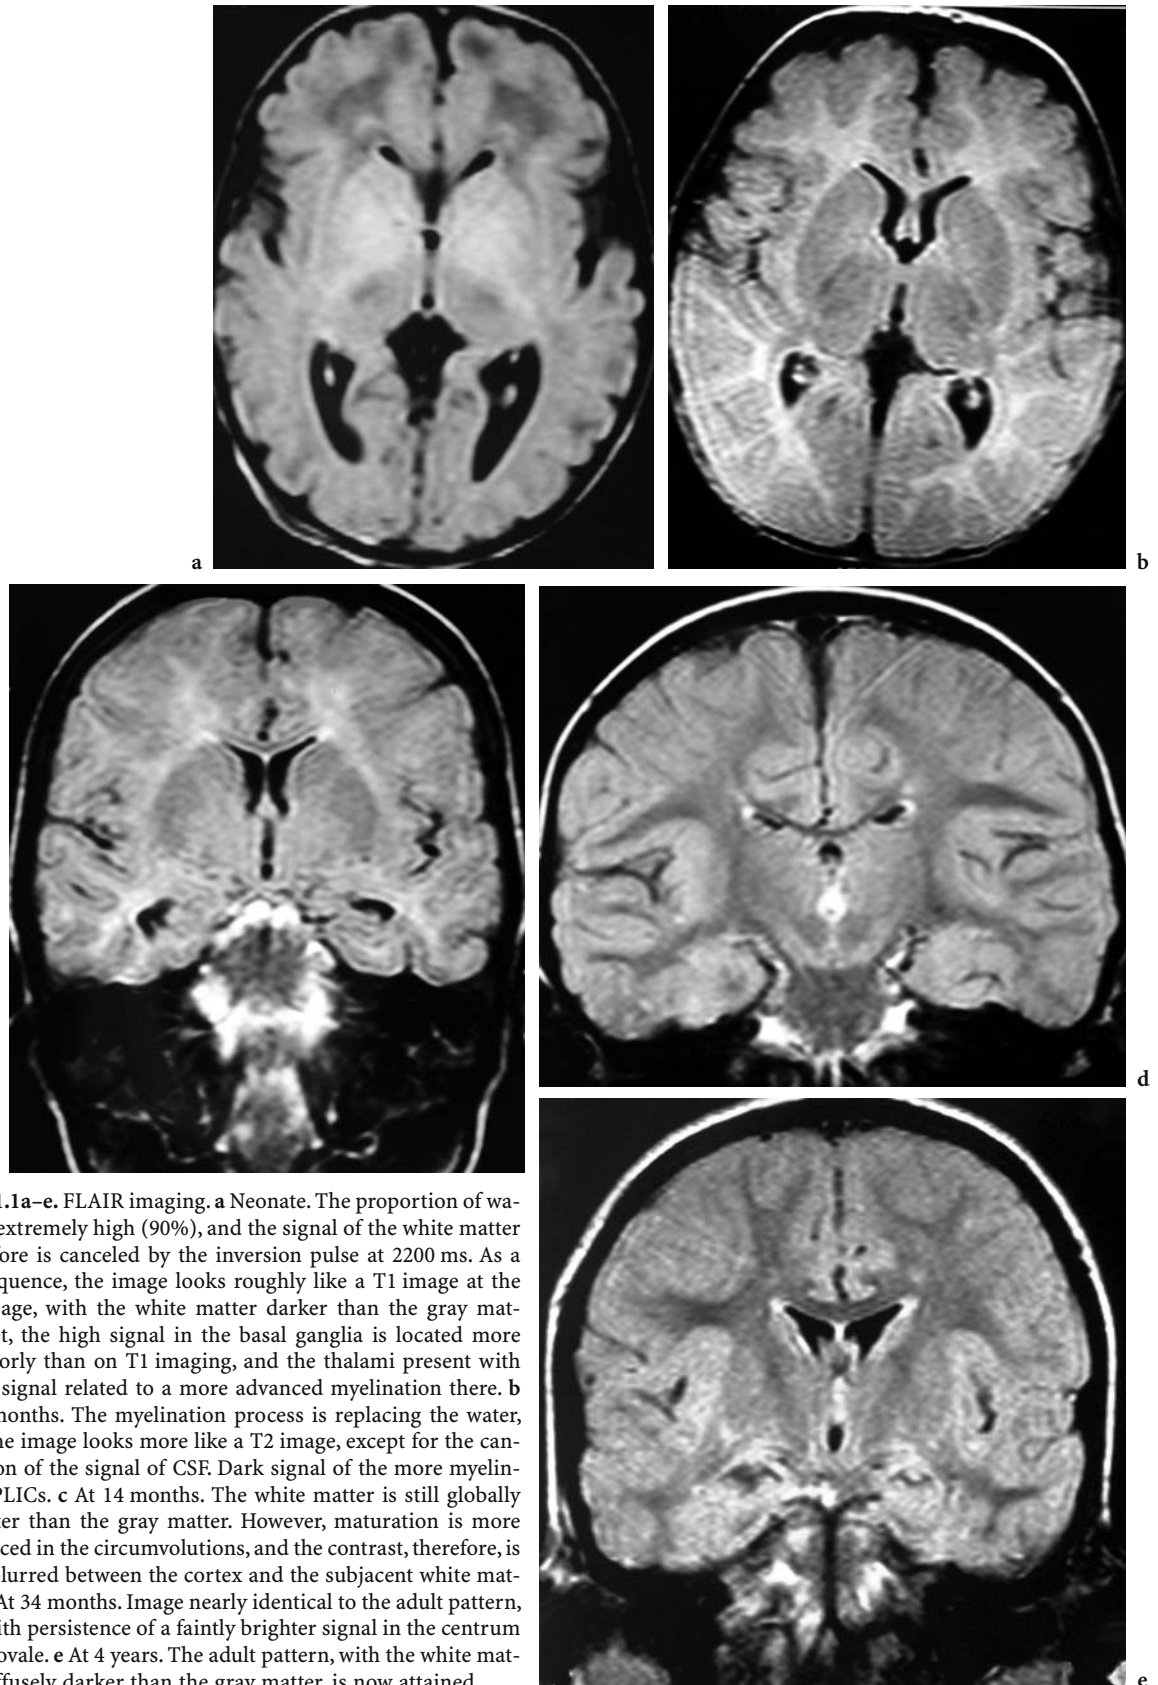 a
b
d
1.1a–e. FLAIR imaging. a Neonate. The proportion of wa-
extremely high (90%), and the signal of the white matter
fore is canceled by the inversion pulse at 2200 ms. As a
quence, the image looks roughly like a T1 image at the
age, with the white matter darker than the gray mat-
t, the high signal in the basal ganglia is located more
orly than on T1 imaging, and the thalami present with
signal related to a more advanced myelination there. b
months. The myelination process is replacing the water,
he image looks more like a T2 image, except for the can-
on of the signal of CSF. Dark signal of the more myelin-
PLICs. c At 14 months. The white matter is still globally
ter than the gray matter. However, maturation is more
ced in the circumvolutions, and the contrast, therefore, is
lurred between the cortex and the subjacent white mat-
At 34 months. Image nearly identical to the adult pattern,
ith persistence of a faintly brighter signal in the centrum
ovale. e At 4 years. The adult pattern, with the white mat-
ffusely darker than the gray matter, is now attained
e